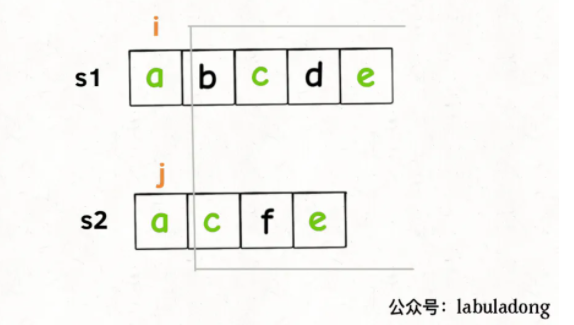 i
s1 a b c d e
j
s2 a c f e
公众号：labuladong